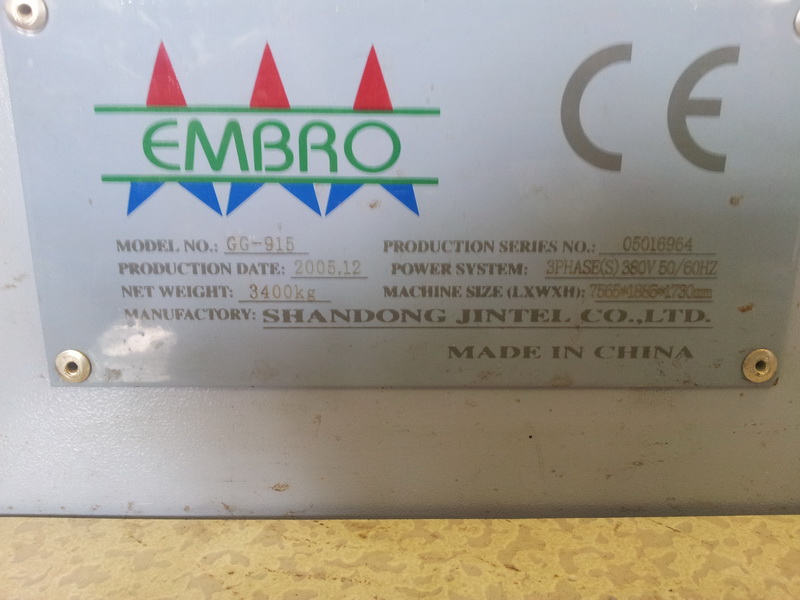 EMBRO
CE
MODEL NO.: GG-915 PRODUCTION SERIES NO.: 05016964
PRODUCTION DATE: 2005.12 POWER SYSTEM: 3PHASE(S) 380V 50/60HZ
NET WEIGHT: 3400kg MACHINE SIZE (LXWXH): 7565*1885*1730mm
MANUFACTORY: SHANDONG JINTEL CO.,LTD.
MADE IN CHINA